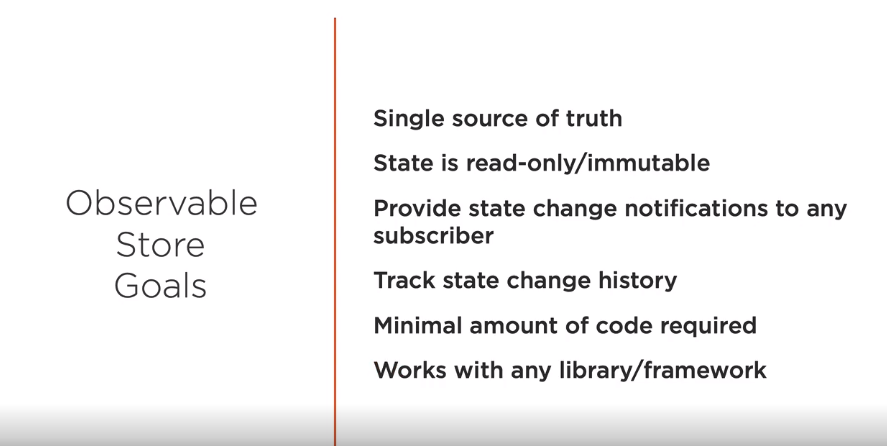 Observable
Store
Goals
Single source of truth
State is read-only/immutable
Provide state change notifications to any
subscriber
Track state change history
Minimal amount of code required
Works with any library/framework